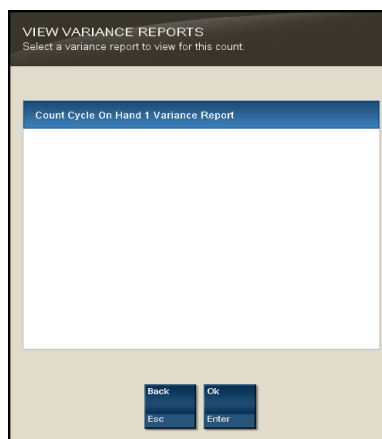 VIEW VARIANCE REPORTS
Select a variance report to view for this count.
Count Cycle On Hand 1 Variance Report
Back Ok
Esc Enter